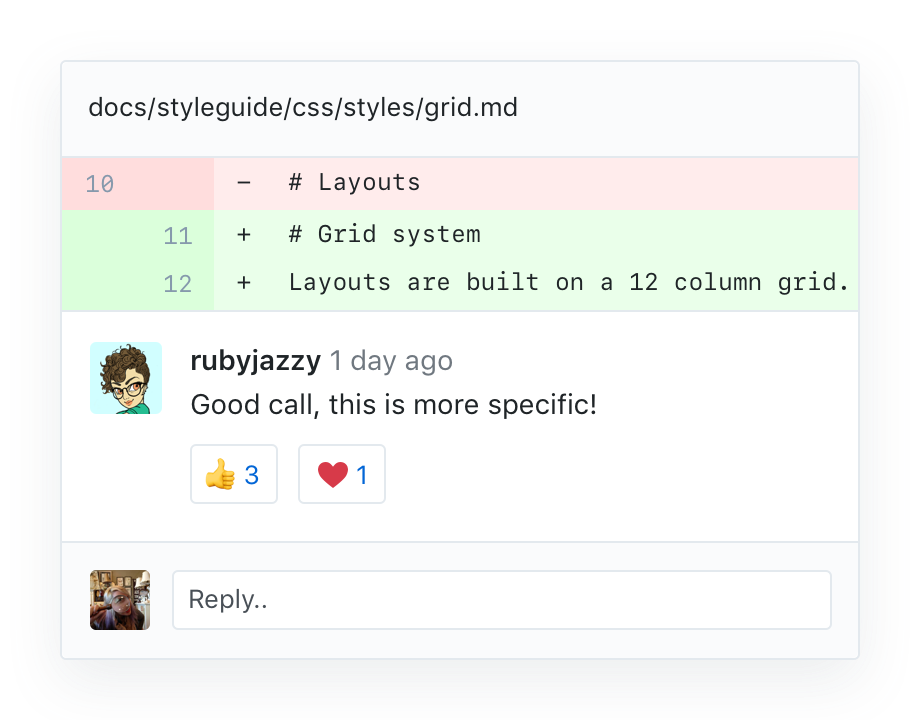 docs/styleguide/css/styles/grid.md
10 − # Layouts
11 + # Grid system
12 + Layouts are built on a 12 column grid.
rubyjazzy 1 day ago
Good call, this is more specific!
👍 3 ❤️ 1
Reply..